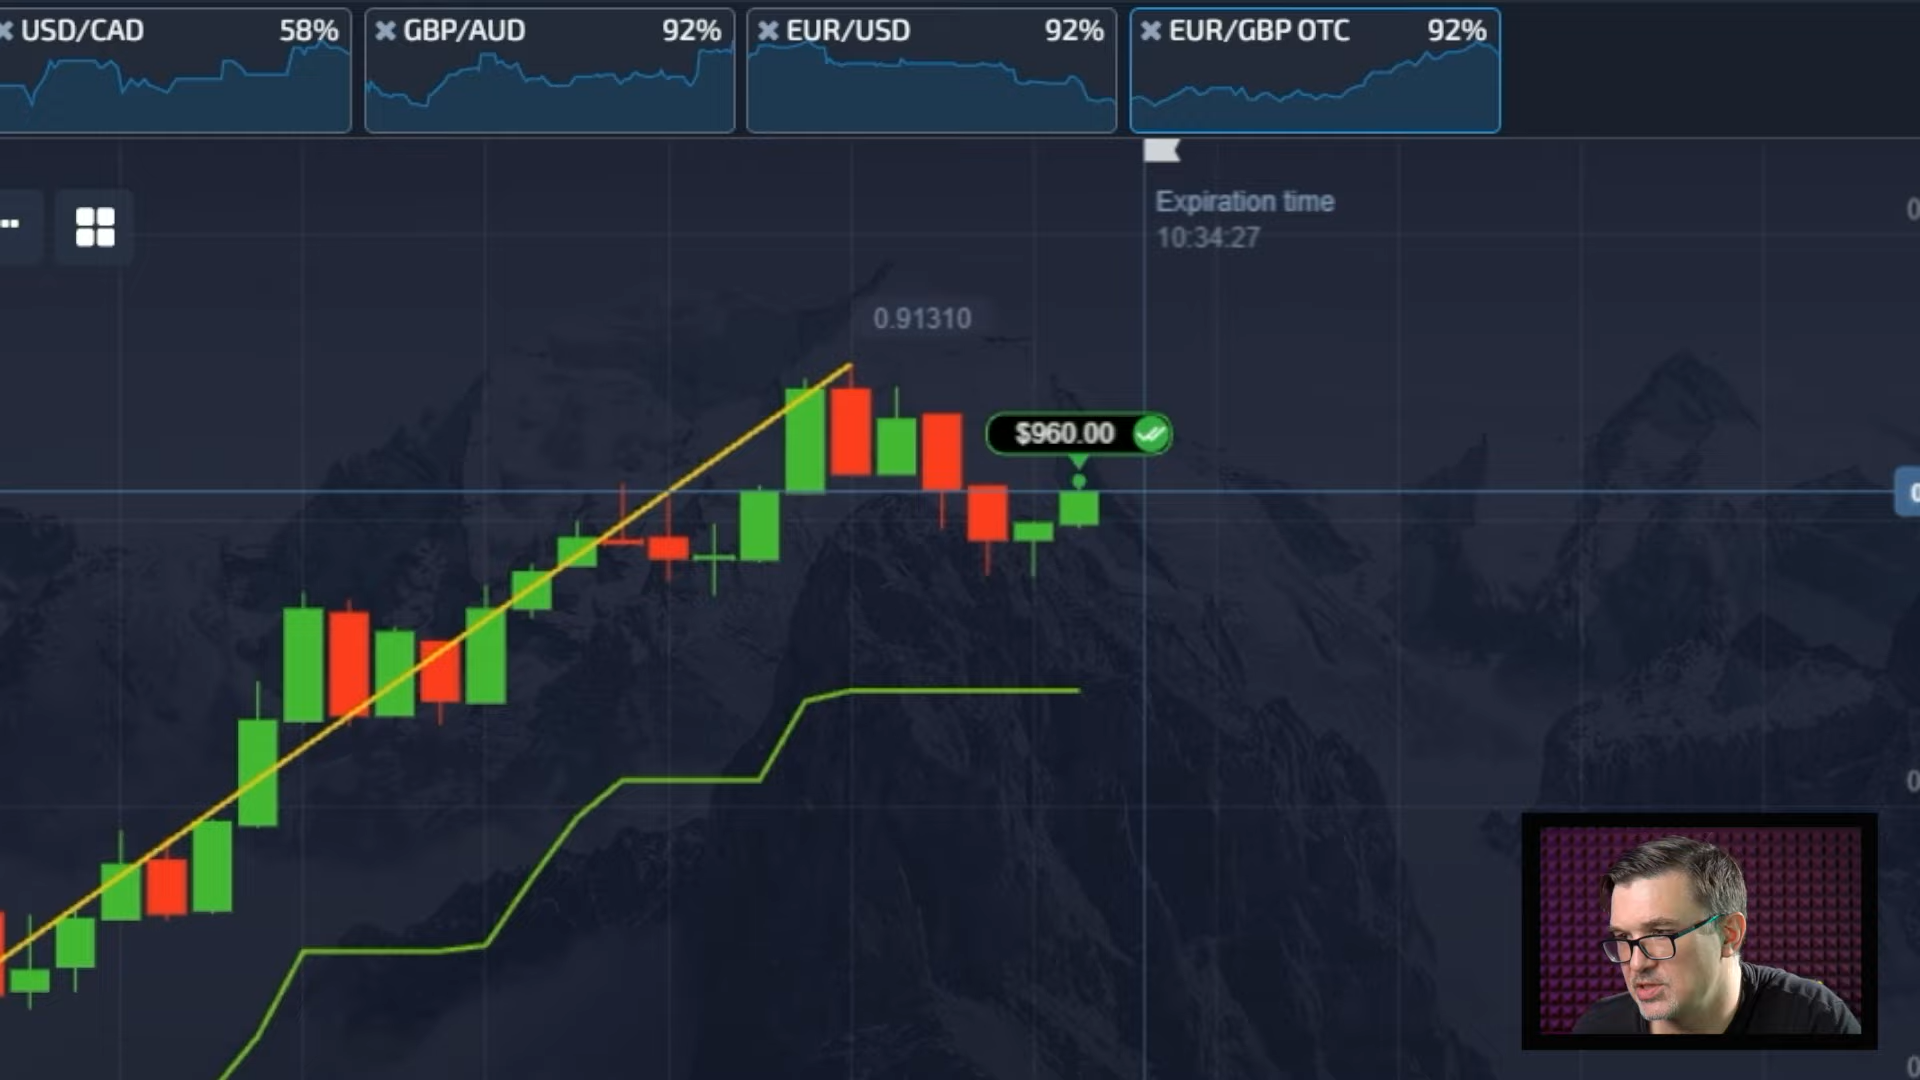 USD/CAD 58%
GBP/AUD 92%
EUR/USD 92%
EUR/GBP OTC 92%
Expiration time
10:34:27
0.91310
$960.00